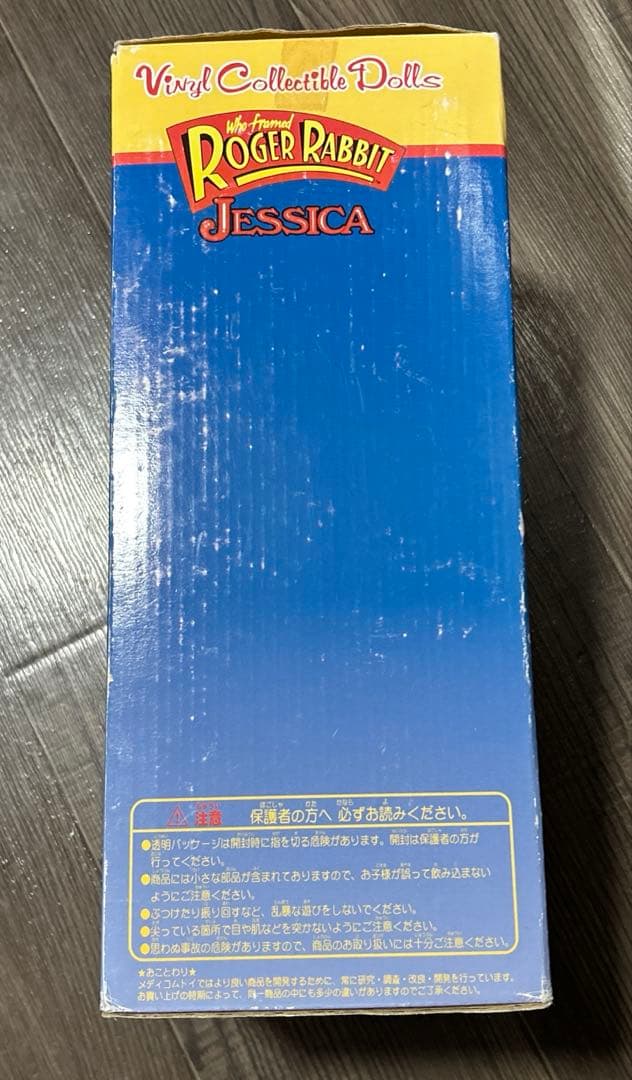 Vinyl Collectible Dolls
Who Framed
ROGER RABBIT
JESSICA
注意 保護者の方へ 必ずお読みください。
●透明パッケージは開封時に指を切る危険があります。開封は保護者の方が
行ってください。
●商品には小さな部品が含まれておりますので、お子様が誤って飲み込まない
ようにご注意ください。
●ぶつけたり振り回すなど、乱暴な遊びをしないでください。
●尖っている箇所で目や肌などを突かないようにご注意ください。
●思わぬ事故の危険がありますので、商品のお取り扱いには十分ご注意ください。
★おことわり★
メディコムトイではより良い商品を開発するために、常に研究・調査・改良・開発を行っています。
お買い上げの時期によって、同一商品の中にも多少の違いがありますのでご了承ください。